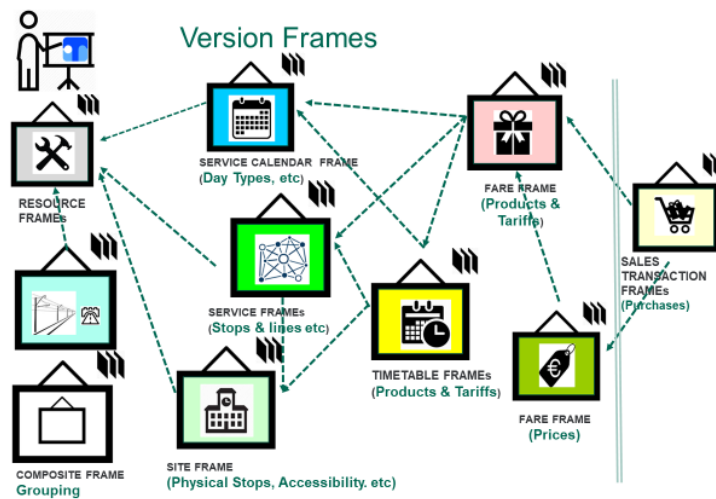 Version Frames
SERVICE CALENDAR FRAME
(Day Types, etc)
RESOURCE
FRAMEs
FARE FRAME
(Products &
Tariffs)
SALES
TRANSACTION
FRAMEs
(Purchases)
SERVICE FRAMEs
(Stops & lines etc)
TIMETABLE FRAMEs
(Products & Tariffs)
€
FARE FRAME
(Prices)
COMPOSITE FRAME
Grouping
SITE FRAME
(Physical Stops, Accessibility. etc)